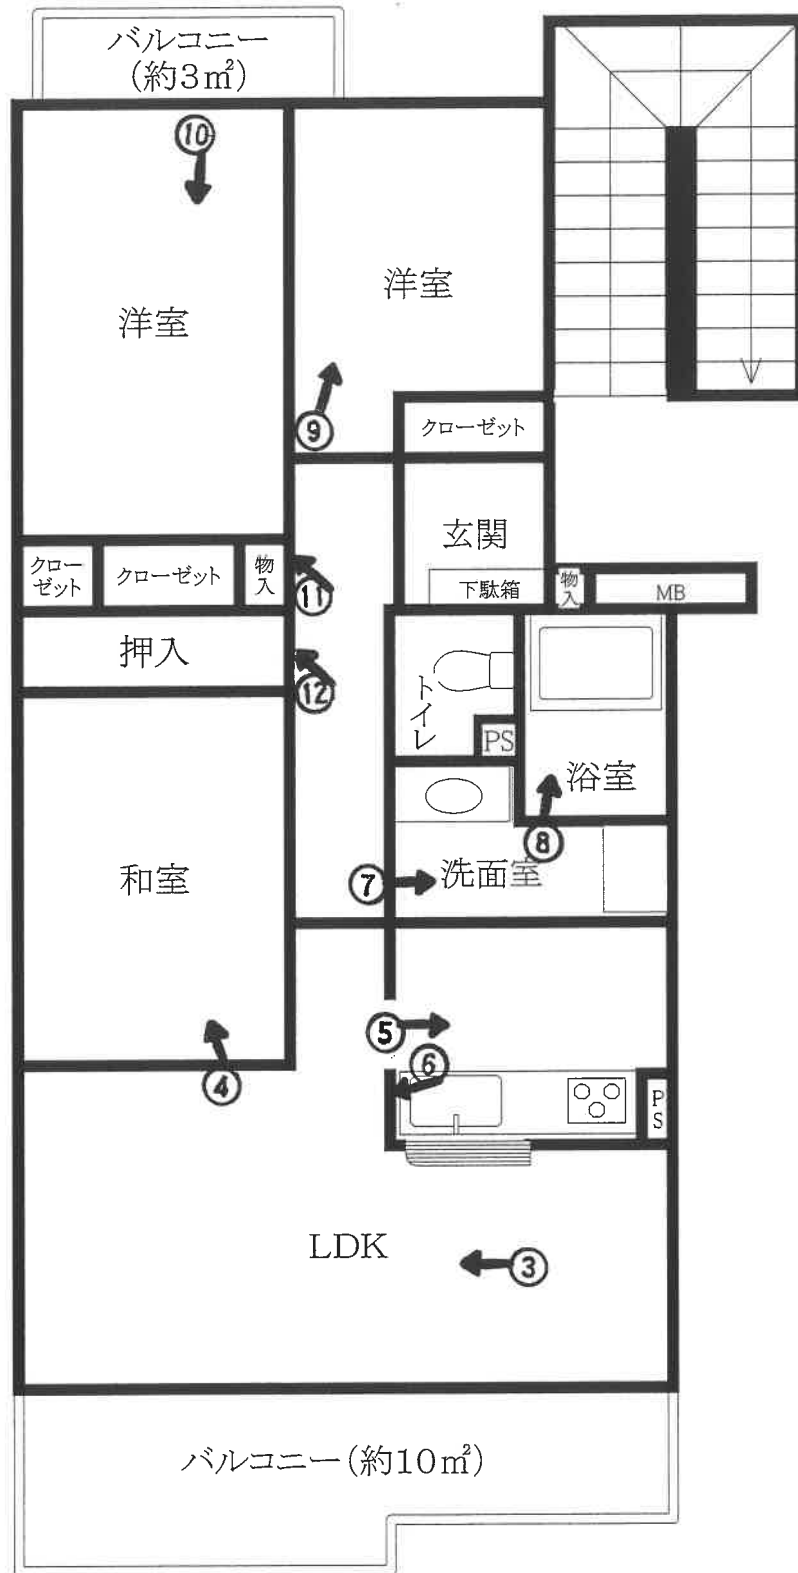 バルコニー
(約3㎡)
⑩
洋室
洋室
⑨
クローゼット
玄関
クロー
ゼット
クローゼット
物
入
⑪
下駄箱
物
入
MB
押入
⑫
トイレ
PS
浴室
和室
⑦
洗面室
⑧
⑤
⑥
④
PS
LDK
③
バルコニー(約10㎡)